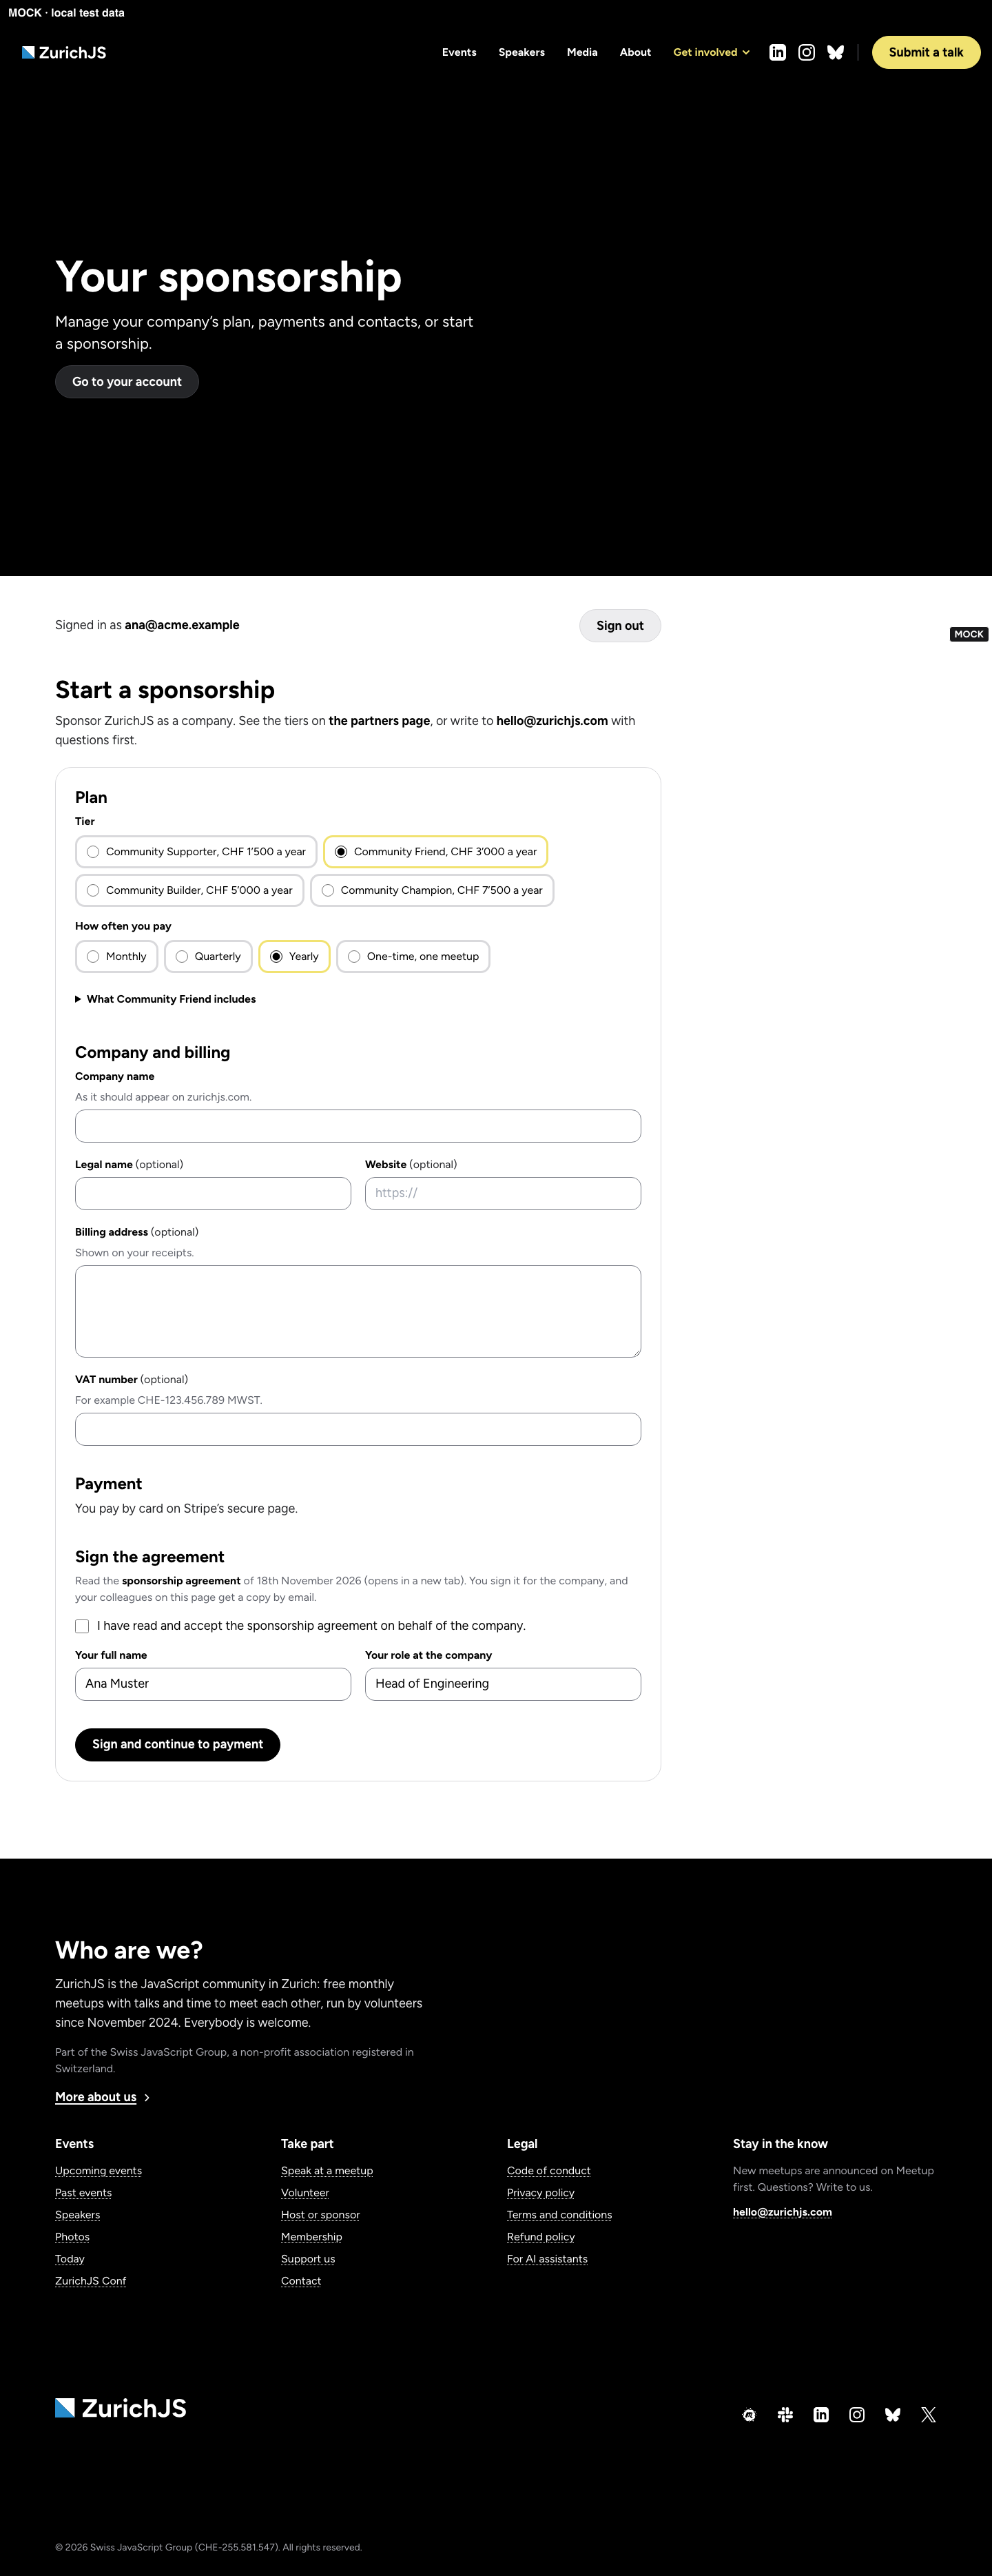 MOCK · local test data
ZurichJS
Events
Speakers
Media
About
Get involved
Submit a talk
Your sponsorship
Manage your company’s plan, payments and contacts, or start
a sponsorship.
Go to your account
Signed in as ana@acme.example
Sign out
MOCK
Start a sponsorship
Sponsor ZurichJS as a company. See the tiers on the partners page, or write to hello@zurichjs.com with
questions first.
Plan
Tier
Community Supporter, CHF 1’500 a year
Community Friend, CHF 3’000 a year
Community Builder, CHF 5’000 a year
Community Champion, CHF 7’500 a year
How often you pay
Monthly
Quarterly
Yearly
One-time, one meetup
What Community Friend includes
Company and billing
Company name
As it should appear on zurichjs.com.
Legal name (optional)
Website (optional)
https://
Billing address (optional)
Shown on your receipts.
VAT number (optional)
For example CHE-123.456.789 MWST.
Payment
You pay by card on Stripe’s secure page.
Sign the agreement
Read the sponsorship agreement of 18th November 2026 (opens in a new tab). You sign it for the company, and
your colleagues on this page get a copy by email.
I have read and accept the sponsorship agreement on behalf of the company.
Your full name
Your role at the company
Ana Muster
Head of Engineering
Sign and continue to payment
Who are we?
ZurichJS is the JavaScript community in Zurich: free monthly
meetups with talks and time to meet each other, run by volunteers
since November 2024. Everybody is welcome.
Part of the Swiss JavaScript Group, a non-profit association registered in
Switzerland.
More about us
Events
Upcoming events
Past events
Speakers
Photos
Today
ZurichJS Conf
Take part
Speak at a meetup
Volunteer
Host or sponsor
Membership
Support us
Contact
Legal
Code of conduct
Privacy policy
Terms and conditions
Refund policy
For AI assistants
Stay in the know
New meetups are announced on Meetup
first. Questions? Write to us.
hello@zurichjs.com
ZurichJS
© 2026 Swiss JavaScript Group (CHE-255.581.547). All rights reserved.